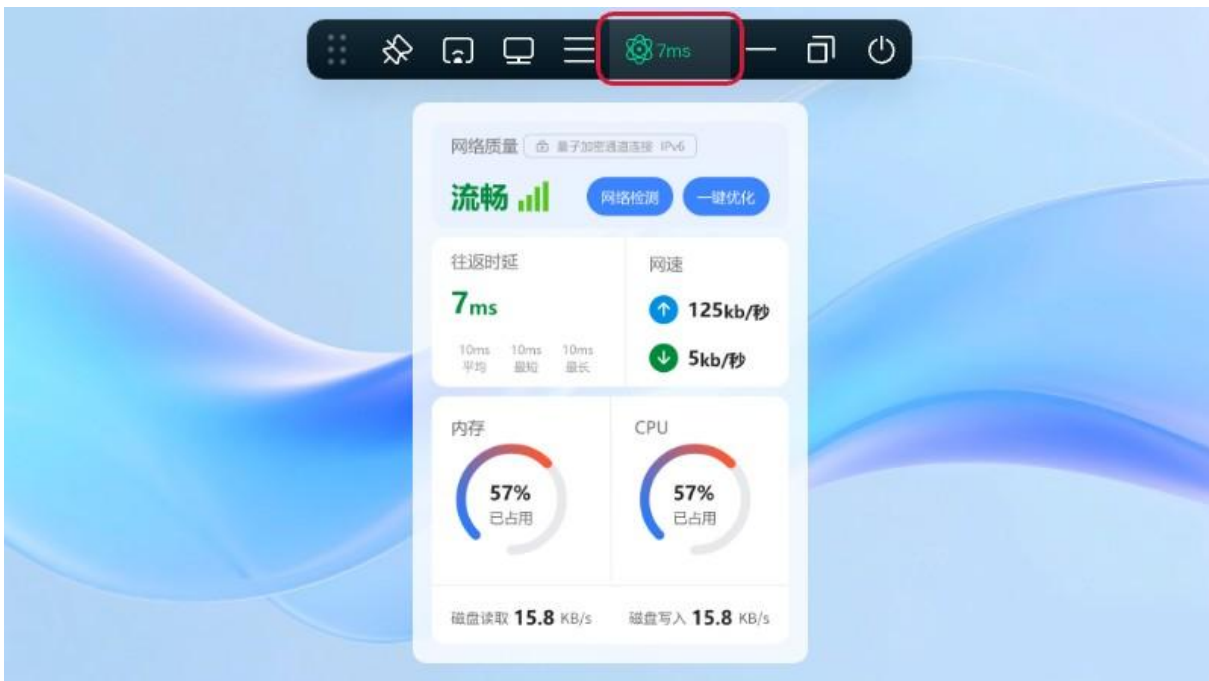 7ms
网络质量 量子加密通道连接 IPv6
流畅 网络检测 一键优化
往返时延 网速
7ms 125kb/秒
10ms 10ms 10ms
平均 最短 最长
5kb/秒
内存 CPU
57% 57%
已占用 已占用
磁盘读取 15.8 KB/s 磁盘写入 15.8 KB/s